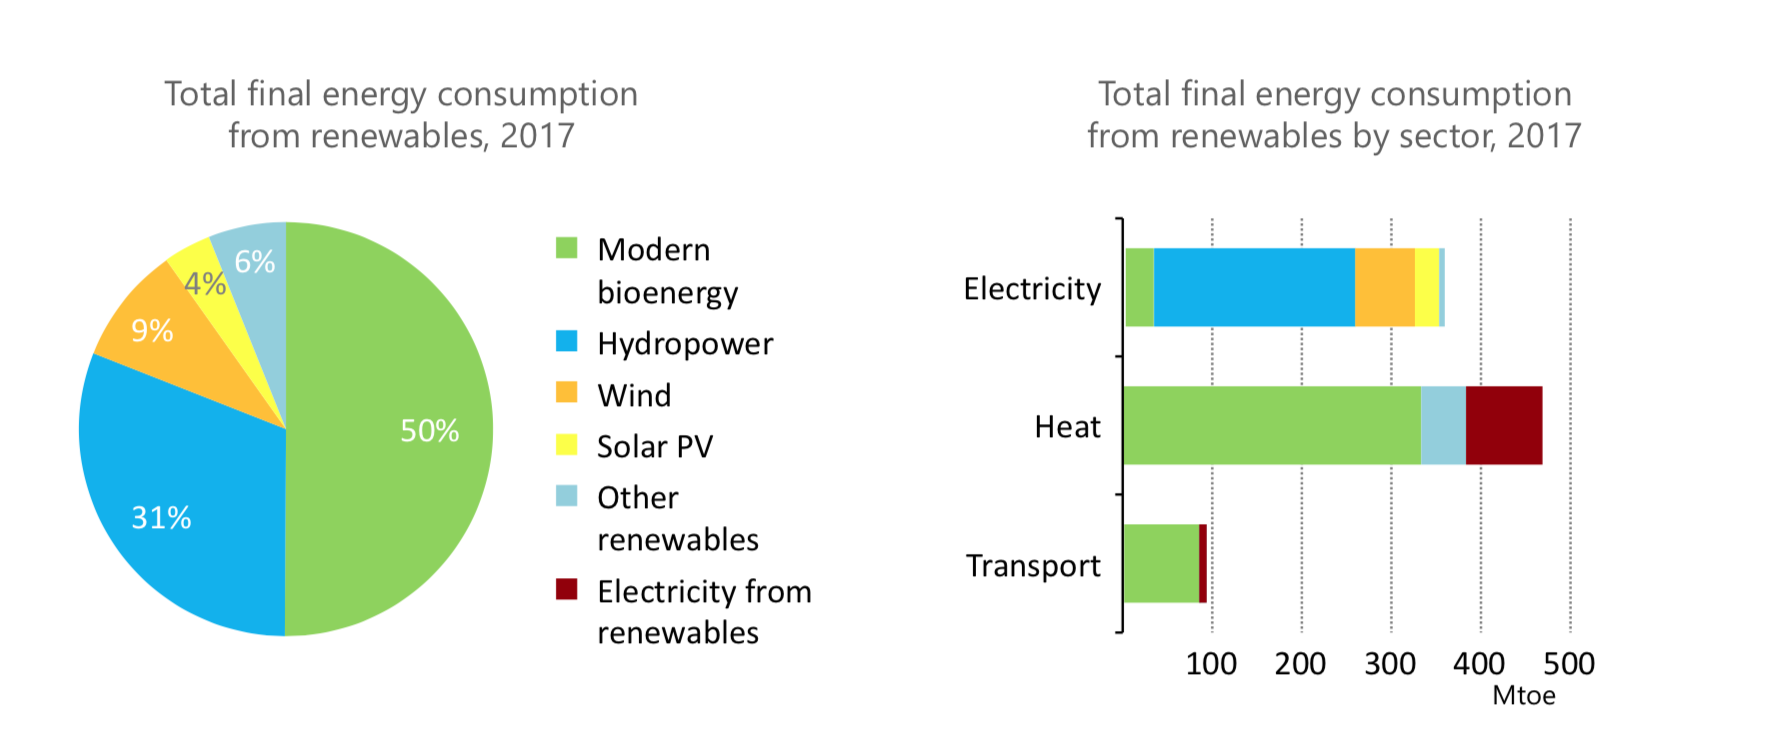 Total final energy consumption
from renewables, 2017
6%
4%
9%
50%
31%
Modern
bioenergy
Hydropower
Wind
Solar PV
Other
renewables
Electricity from
renewables
Total final energy consumption
from renewables by sector, 2017
Electricity
Heat
Transport
100 200 300 400 500
Mtoe